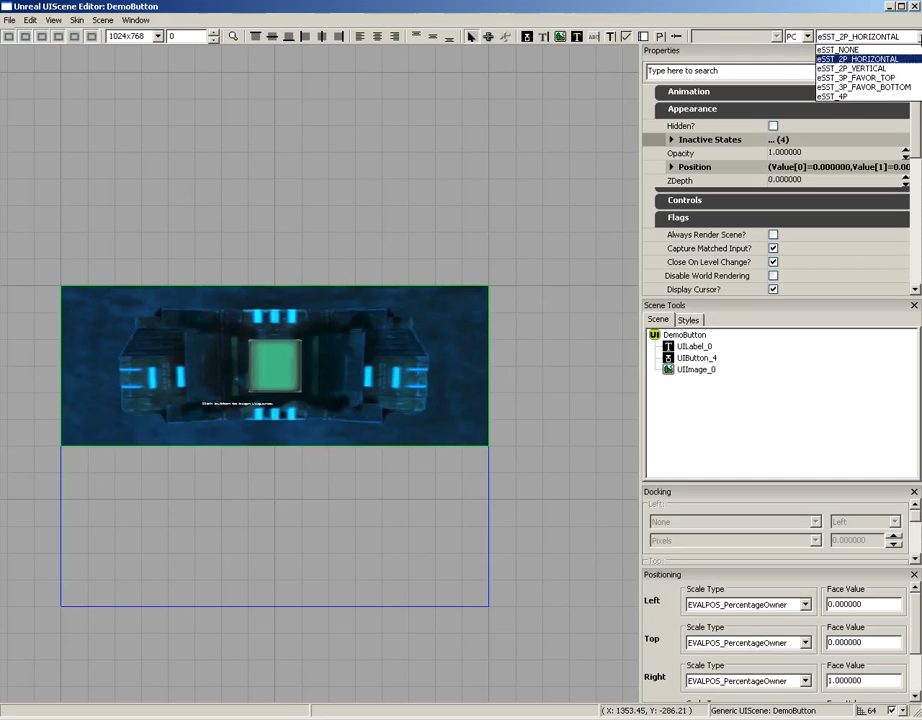 Unreal UIScene Editor: DemoButton
File Edit View Skin Scene Window
1024x768 0 PC eSST_2P_HORIZONTAL
eSST_NONE
eSST_2P_HORIZONTAL
eSST_2P_VERTICAL
eSST_3P_FAVOR_TOP
eSST_3P_FAVOR_BOTTOM
eSST_4P
Properties
Type here to search
Animation
Appearance
Hidden?
Inactive States ... (4)
Opacity 1.000000
Position (Value[0]=0.000000,Value[1]=0.00
ZDepth 0.000000
Controls
Flags
Always Render Scene?
Capture Matched Input?
Close On Level Change?
Disable World Rendering
Display Cursor?
Scene Tools
Scene Styles
DemoButton
UILabel_0
UIButton_4
UIImage_0
Docking
Left:
None Left
Pixels 0.000000
Top:
Positioning
Left Scale Type Face Value
EVALPOS_PercentageOwner 0.000000
Top Scale Type Face Value
EVALPOS_PercentageOwner 0.000000
Right Scale Type Face Value
EVALPOS_PercentageOwner 1.000000
(X: 1353.45, Y: -286.21) Generic UIScene: DemoButton 64